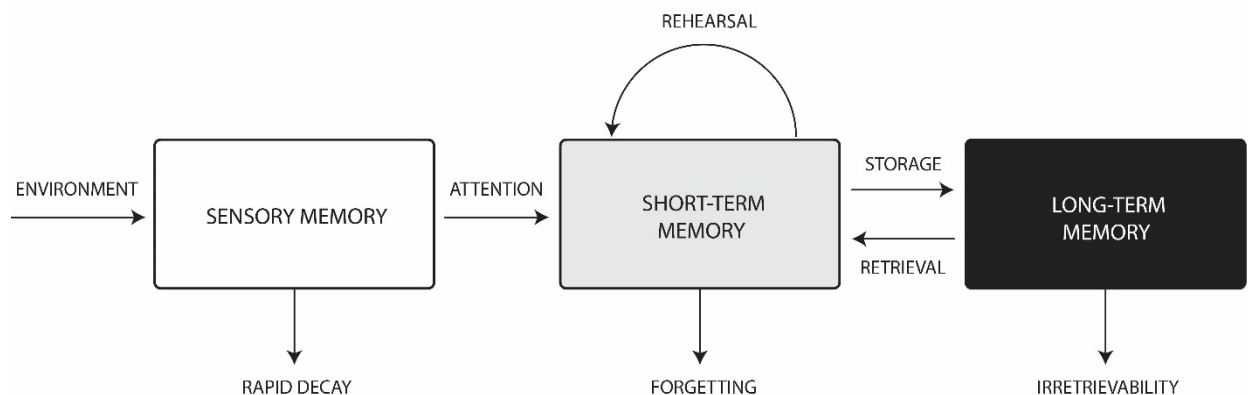 REHEARSAL
ENVIRONMENT
SENSORY MEMORY
ATTENTION
SHORT-TERM
MEMORY
STORAGE
RETRIEVAL
LONG-TERM
MEMORY
RAPID DECAY
FORGETTING
IRRETRIEVABILITY